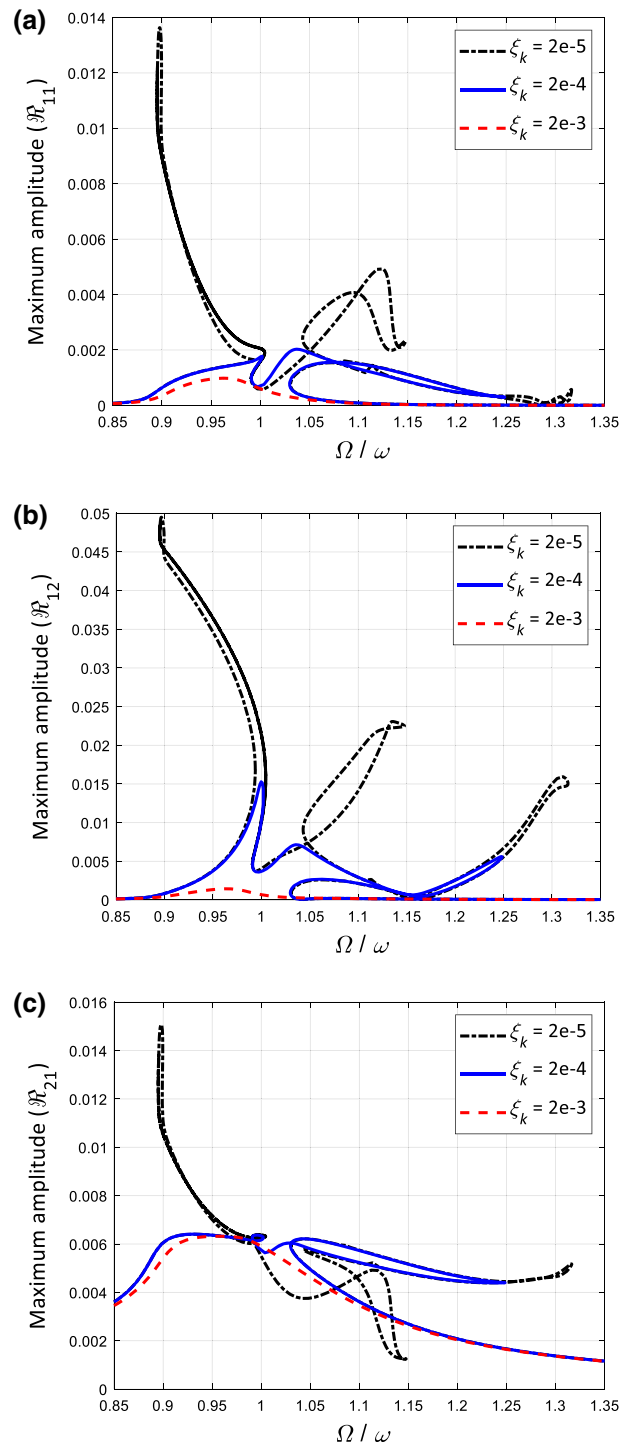 (a)
0.014
0.012
0.01
0.008
0.006
0.004
0.002
0
Maximum amplitude (ℜ11)
ξk = 2e-5
ξk = 2e-4
ξk = 2e-3
0.85 0.9 0.95 1 1.05 1.1 1.15 1.2 1.25 1.3 1.35
Ω / ω
(b)
0.05
0.045
0.04
0.035
0.03
0.025
0.02
0.015
0.01
0.005
0
Maximum amplitude (ℜ12)
ξk = 2e-5
ξk = 2e-4
ξk = 2e-3
0.85 0.9 0.95 1 1.05 1.1 1.15 1.2 1.25 1.3 1.35
Ω / ω
(c)
0.016
0.014
0.012
0.01
0.008
0.006
0.004
0.002
0
Maximum amplitude (ℜ21)
ξk = 2e-5
ξk = 2e-4
ξk = 2e-3
0.85 0.9 0.95 1 1.05 1.1 1.15 1.2 1.25 1.3 1.35
Ω / ω